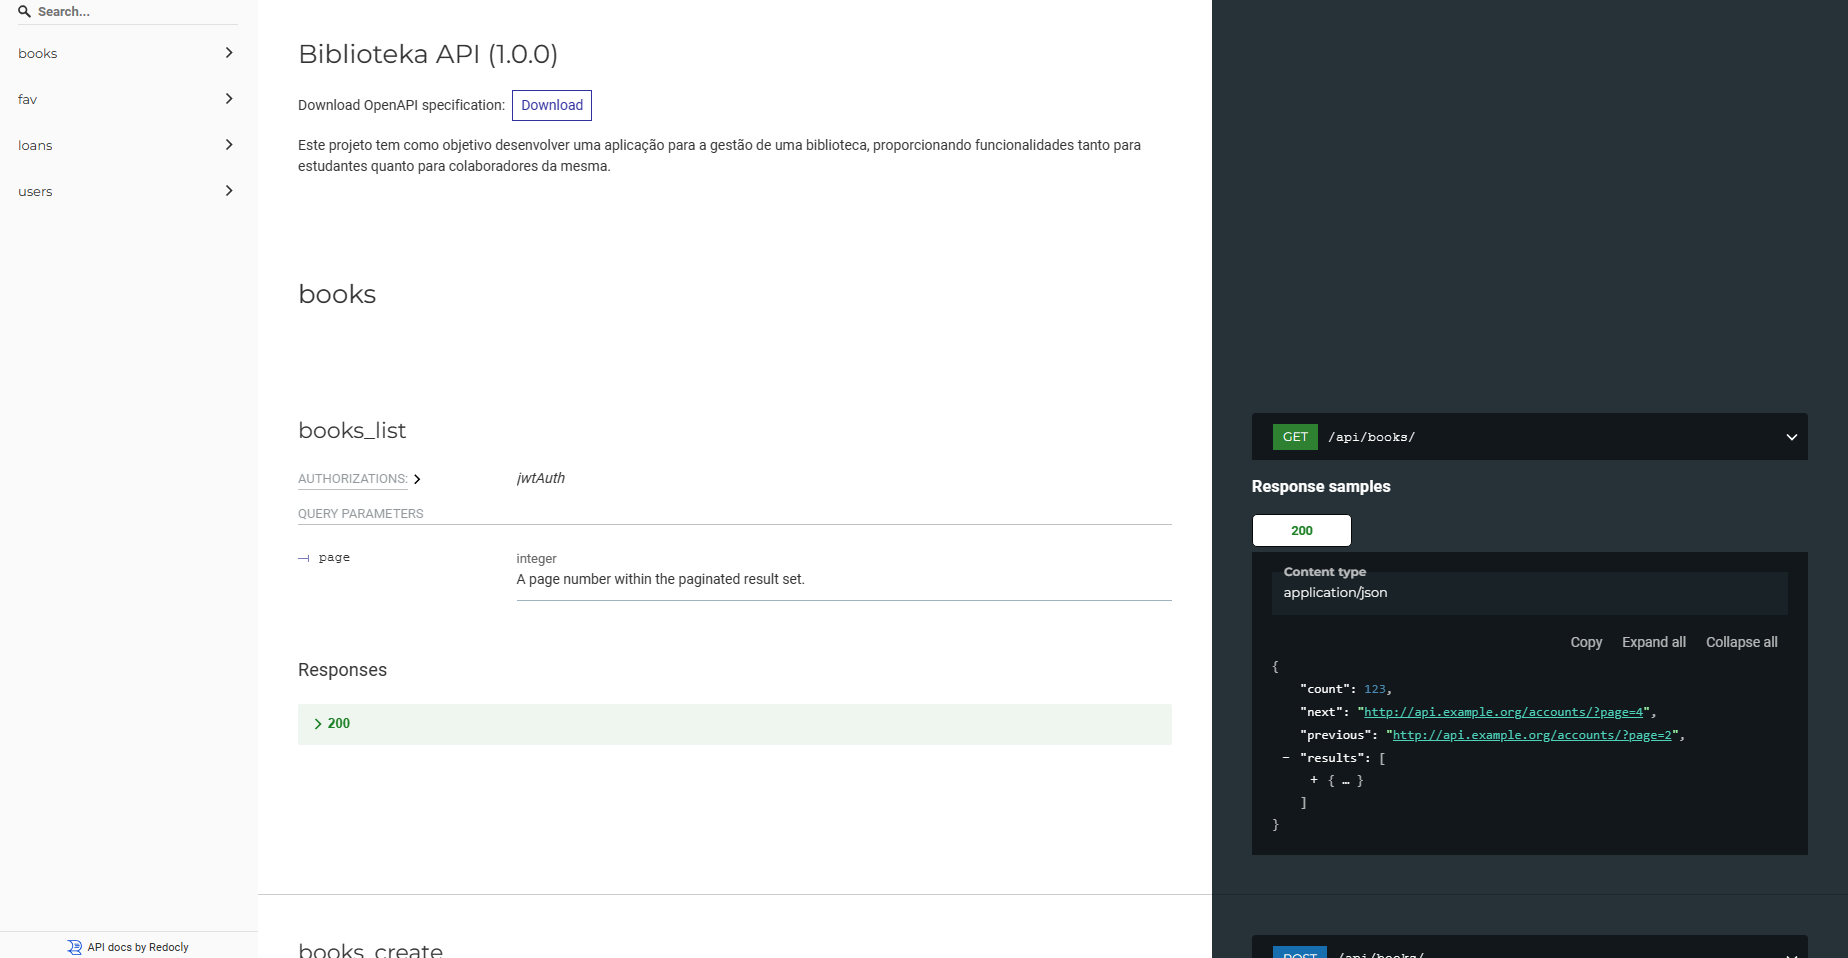 Search...
books
fav
loans
users
API docs by Redocly
Biblioteka API (1.0.0)
Download OpenAPI specification: Download
Este projeto tem como objetivo desenvolver uma aplicação para a gestão de uma biblioteca, proporcionando funcionalidades tanto para
estudantes quanto para colaboradores da mesma.
books
books_list
AUTHORIZATIONS: jwtAuth
QUERY PARAMETERS
page integer
A page number within the paginated result set.
Responses
200
books_create
GET /api/books/
Response samples
200
Content type
application/json
Copy Expand all Collapse all
{
"count": 123,
"next": "http://api.example.org/accounts/?page=4",
"previous": "http://api.example.org/accounts/?page=2",
- "results": [
+ { … }
]
}
POST /api/books/